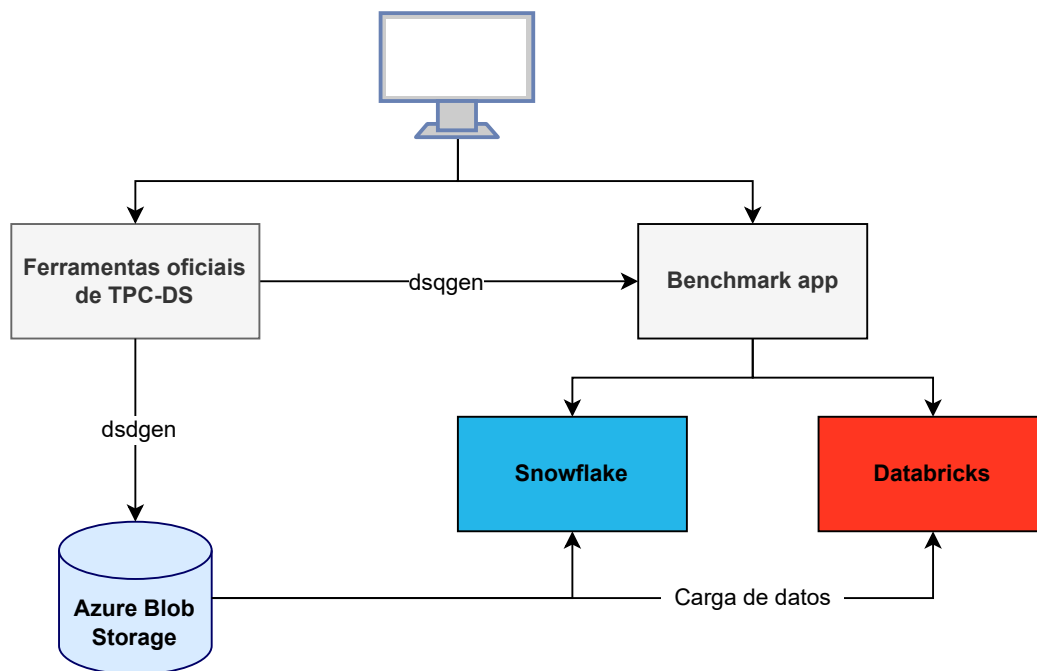 Ferramentas oficiais
de TPC-DS
dsqgen
Benchmark app
dsdgen
Snowflake
Databricks
Azure Blob
Storage
Carga de datos